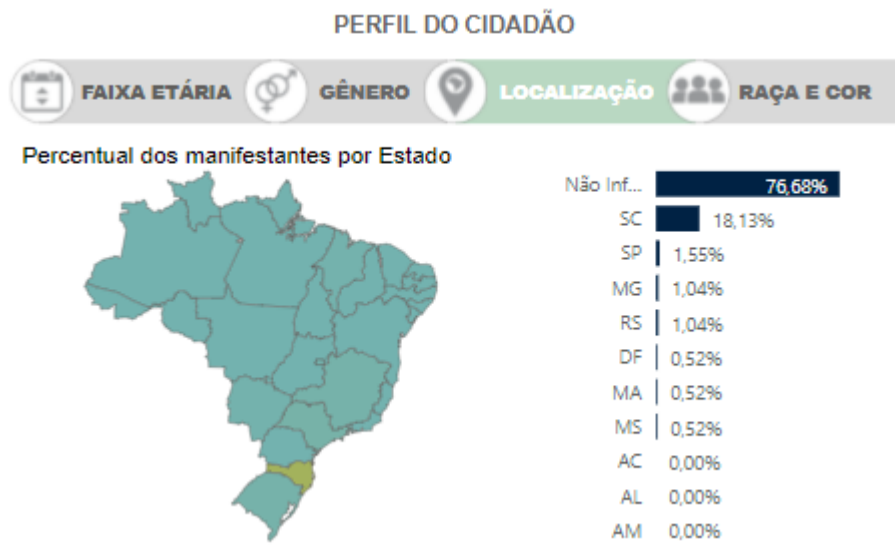 PERFIL DO CIDADÃO
FAIXA ETÁRIA GÊNERO LOCALIZAÇÃO RAÇA E COR
Percentual dos manifestantes por Estado
Não Inf... 76,68%
SC 18,13%
SP 1,55%
MG 1,04%
RS 1,04%
DF 0,52%
MA 0,52%
MS 0,52%
AC 0,00%
AL 0,00%
AM 0,00%